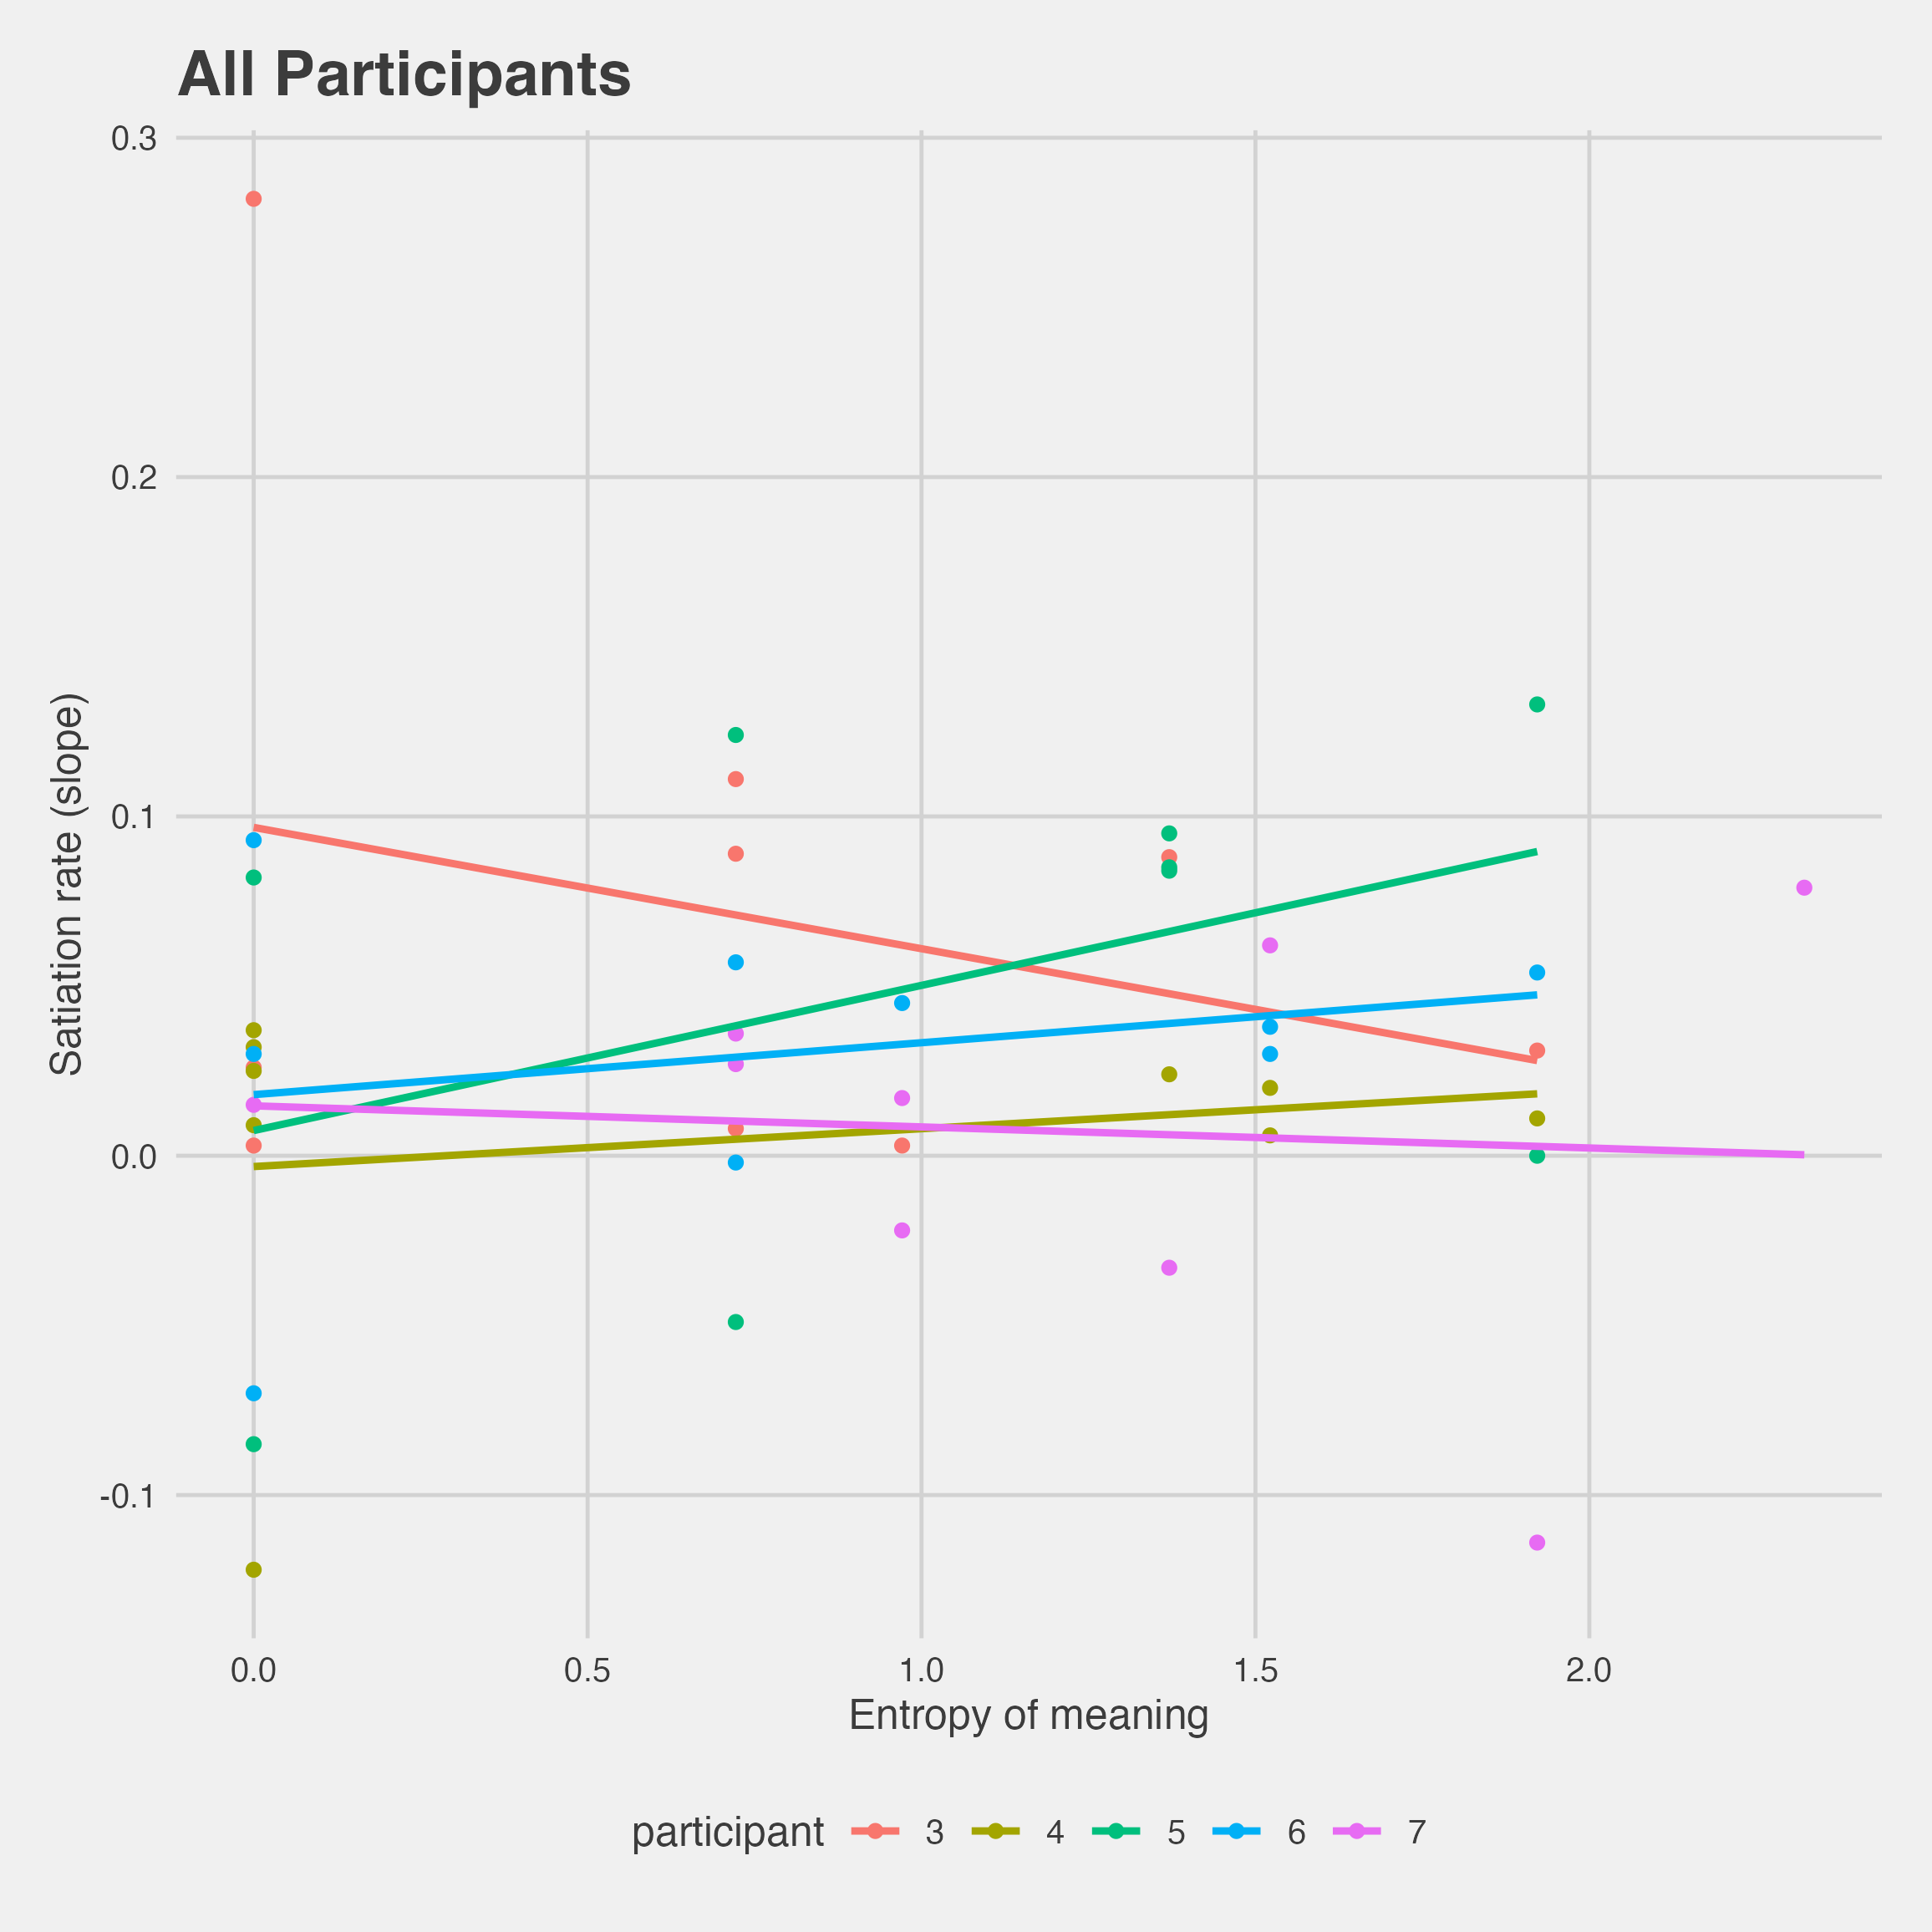 All Participants
0.3
0.2
0.1
0.0
-0.1
Satiation rate (slope)
0.0 0.5 1.0 1.5 2.0
Entropy of meaning
participant 3 4 5 6 7